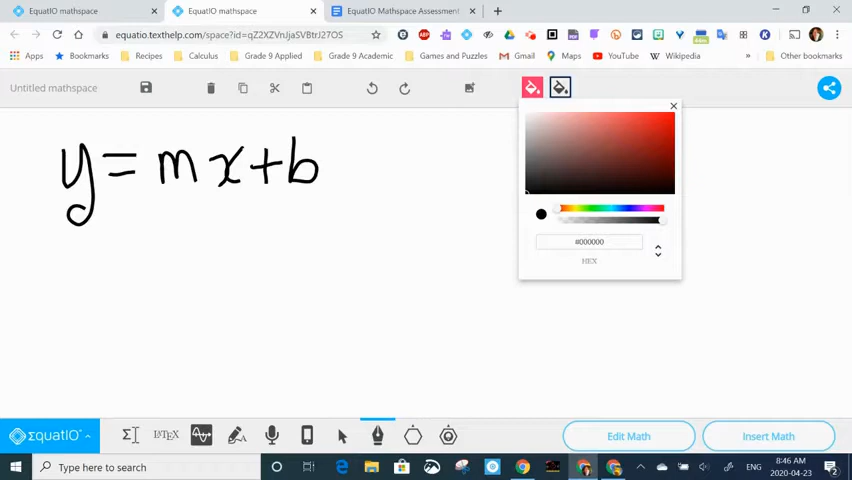 EquatIO mathspace
EquatIO mathspace
EquatIO Mathspace Assessment
equatio.texthelp.com/space?id=qZ2XZVnJjaSVBtrJ27OS
Apps
Bookmarks
Recipes
Calculus
Grade 9 Applied
Grade 9 Academic
YouTube
Games and Puzzles
Gmail
Maps
Wikipedia
»
Other bookmarks
Untitled mathspace
y = mx + b
#000000
HEX
EquatIO
LATEX
Edit Math
Insert Math
Type here to search
ENG
8:46 AM
2020-04-23
2